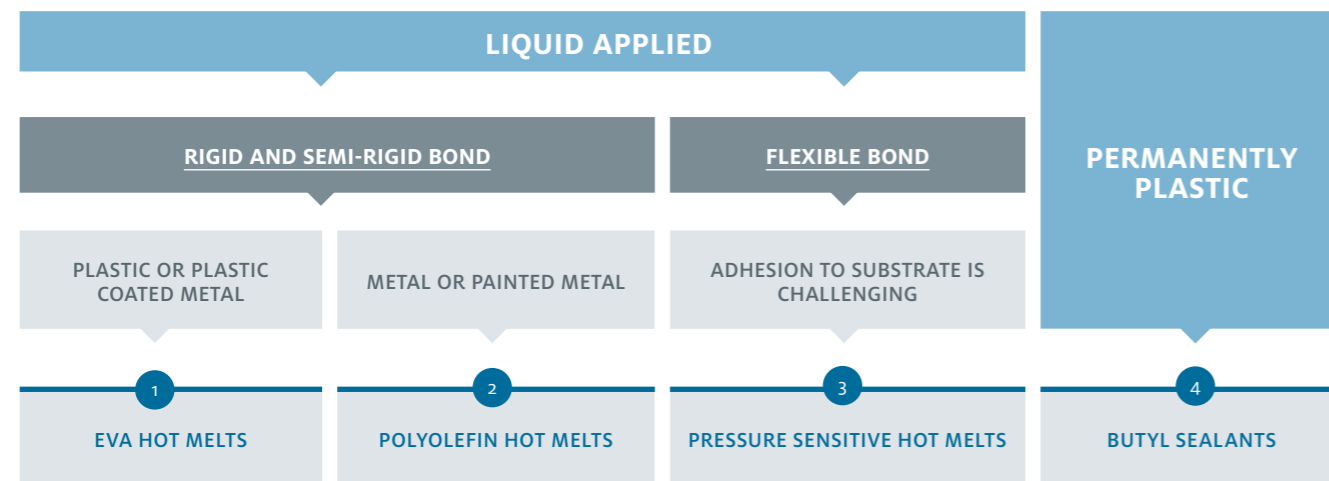 LIQUID APPLIED
PERMANENTLY
PLASTIC
RIGID AND SEMI-RIGID BOND
FLEXIBLE BOND
PLASTIC OR PLASTIC
COATED METAL
METAL OR PAINTED METAL
ADHESION TO SUBSTRATE IS
CHALLENGING
1
2
3
4
EVA HOT MELTS
POLYOLEFIN HOT MELTS
PRESSURE SENSITIVE HOT MELTS
BUTYL SEALANTS